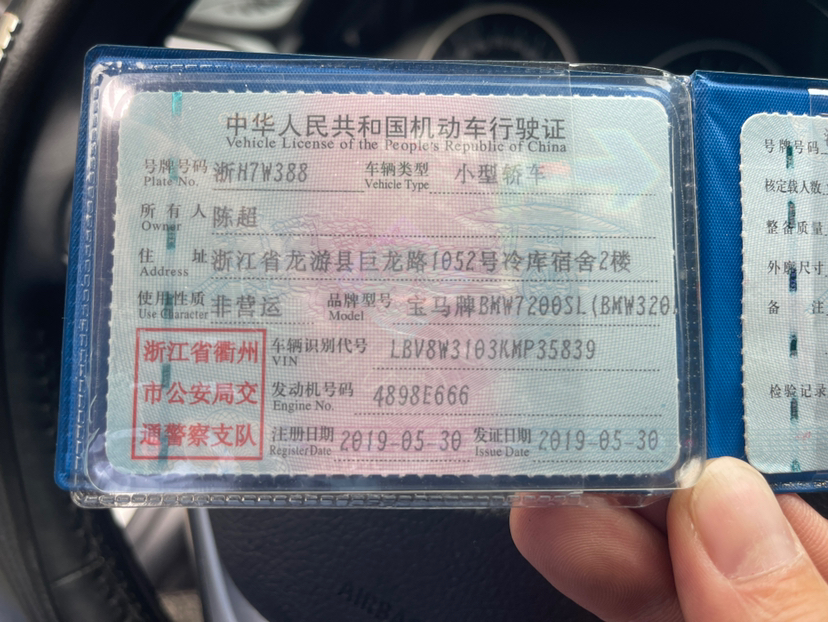 中华人民共和国机动车行驶证
Vehicle License of the People's Republic of China
号牌号码 浙H7W388 车辆类型 小型轿车
Plate No. Vehicle Type
所有人 陈超
Owner
住址 浙江省龙游县巨龙路1052号冷库宿舍2楼
Address
使用性质 非营运 品牌型号 宝马牌BMW7200SL(BMW320
Use Character Model
浙江省衢州
市公安局交
通警察支队
车辆识别代号 LBV8W3103KMP35839
VIN
发动机号码 4898E666
Engine No.
注册日期 2019-05-30 发证日期 2019-05-30
Register Date Issue Date
号牌号码
核定载人数
整备质量
外廓尺寸
备注
检验记录
AIRBA